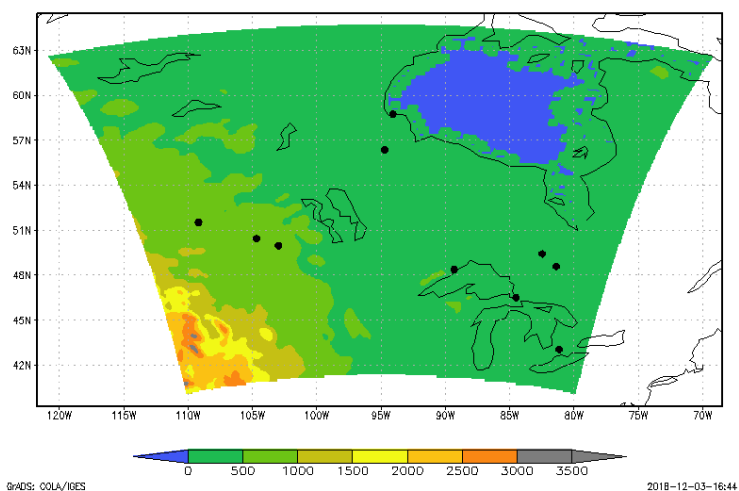 63N
60N
57N
54N
51N
48N
45N
42N
120W 115W 110W 105W 100W 95W 90W 85W 80W 75W 70W
0 500 1000 1500 2000 2500 3000 3500
GrADS: COLA/IGES 2018-12-03-16:44